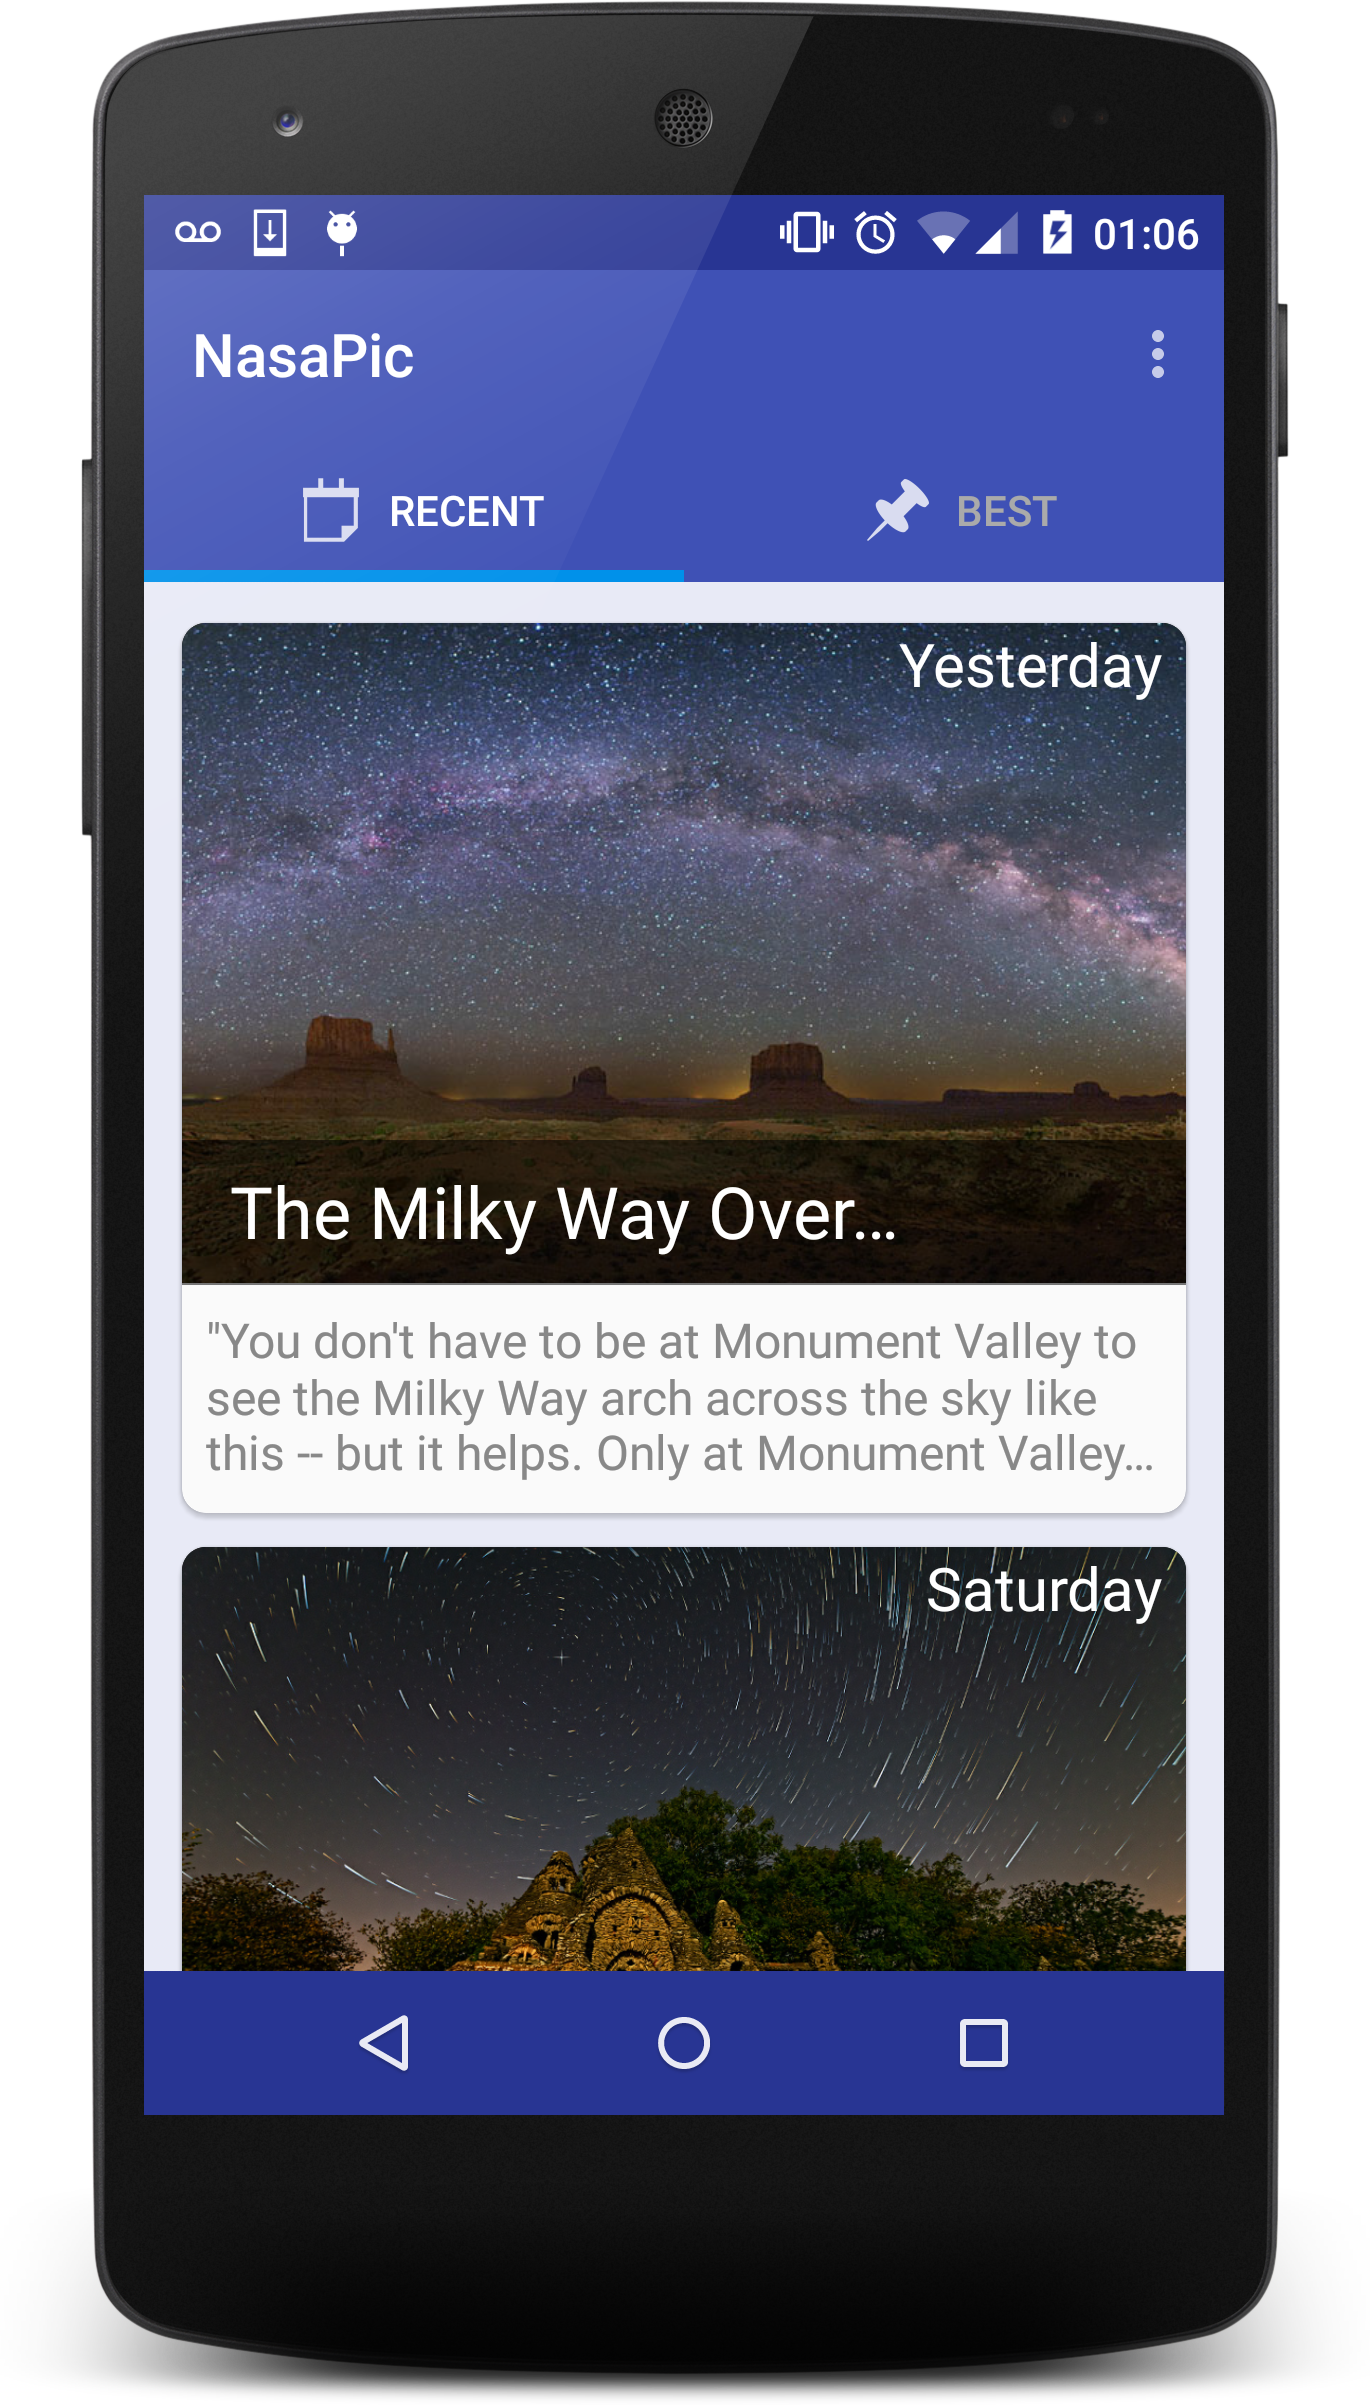 01:06
NasaPic
RECENT
BEST
Yesterday
The Milky Way Over...
"You don't have to be at Monument Valley to
see the Milky Way arch across the sky like
this -- but it helps. Only at Monument Valley...
Saturday